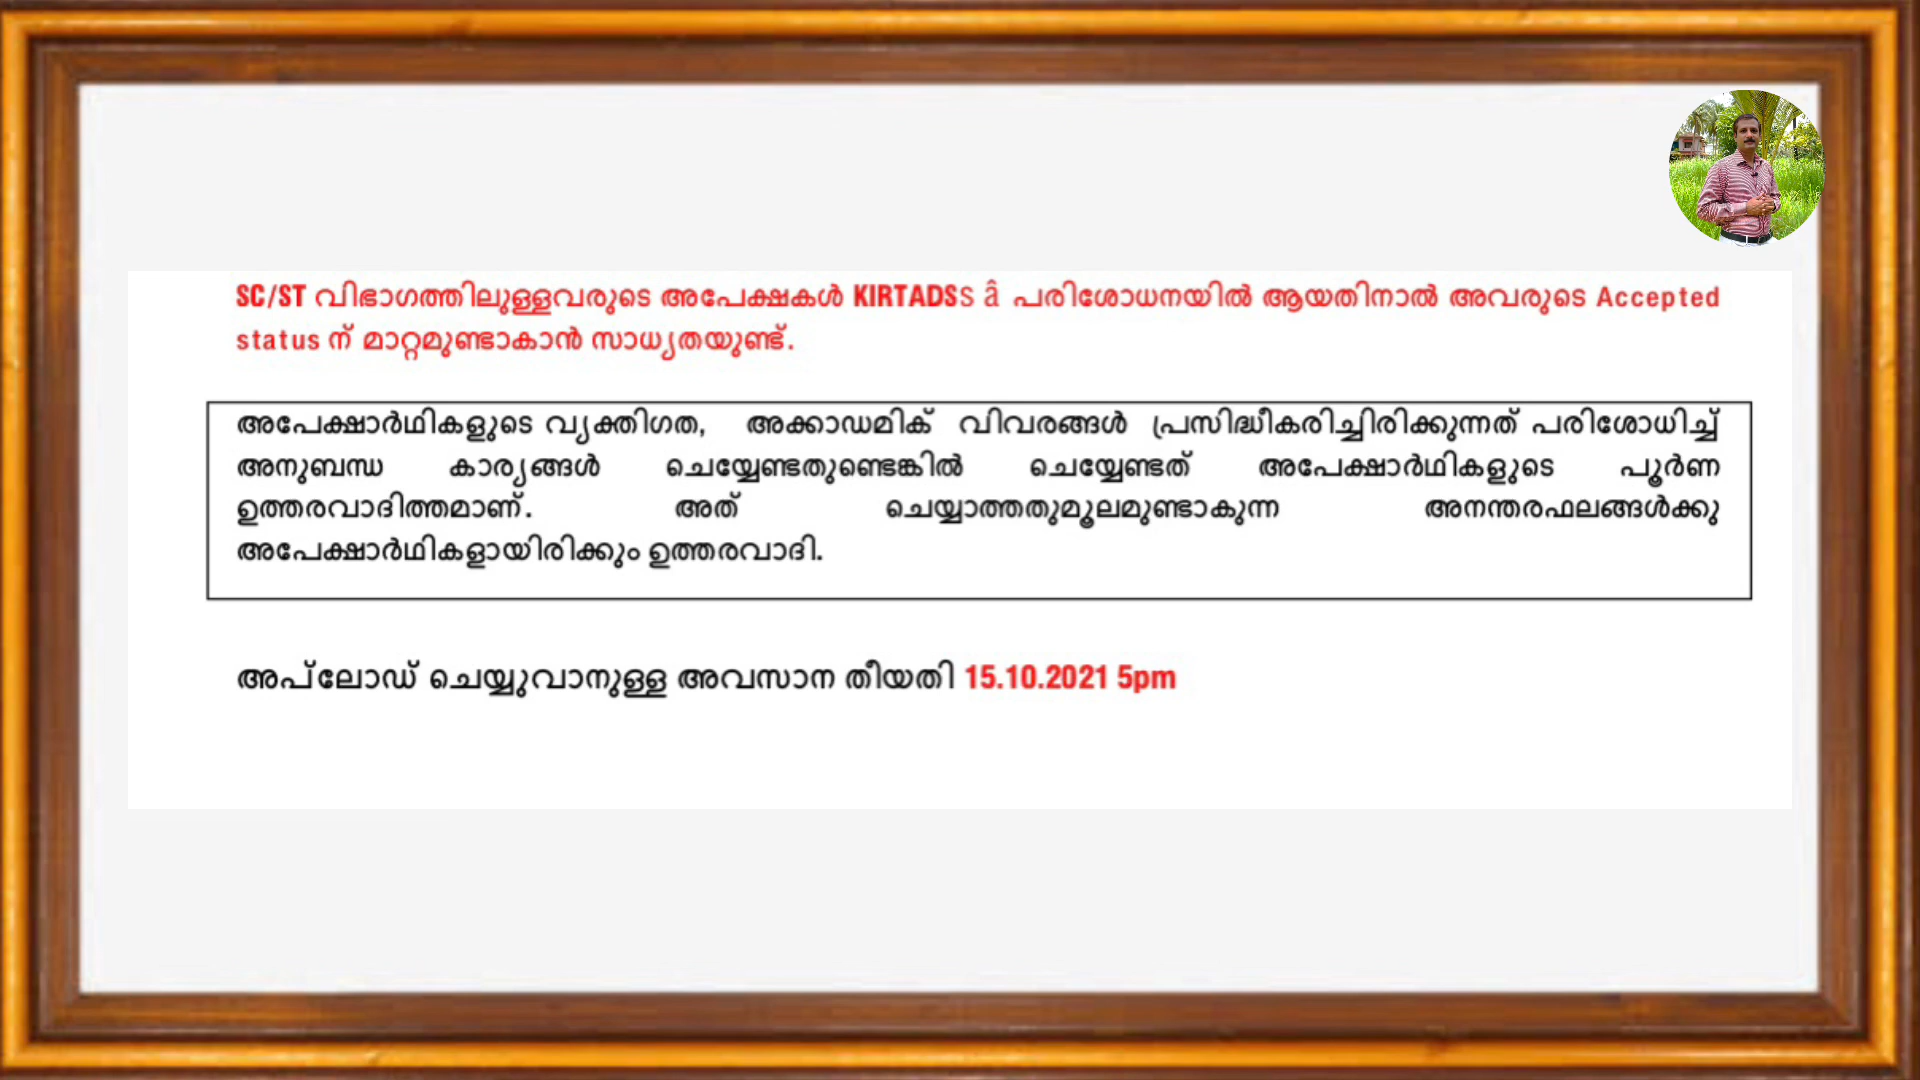 SC/ST വിഭാഗത്തിലുള്ളവരുടെ അപേക്ഷകൾ KIRTADSs â പരിശോധനയിൽ ആയതിനാൽ അവരുടെ Accepted
status ന് മാറ്റമുണ്ടാകാൻ സാധ്യതയുണ്ട്.
അപേക്ഷാർഥികളുടെ വ്യക്തിഗത, അക്കാഡമിക് വിവരങ്ങൾ പ്രസിദ്ധീകരിച്ചിരിക്കുന്നത് പരിശോധിച്ച്
അനുബന്ധ കാര്യങ്ങൾ ചെയ്യേണ്ടതുണ്ടെങ്കിൽ ചെയ്യേണ്ടത് അപേക്ഷാർഥികളുടെ പൂർണ
ഉത്തരവാദിത്തമാണ്. അത് ചെയ്യാത്തതുമൂലമുണ്ടാകുന്ന അനന്തരഫലങ്ങൾക്കു
അപേക്ഷാർഥികളായിരിക്കും ഉത്തരവാദി.
അപ്‌ലോഡ് ചെയ്യുവാനുള്ള അവസാന തീയതി 15.10.2021 5pm